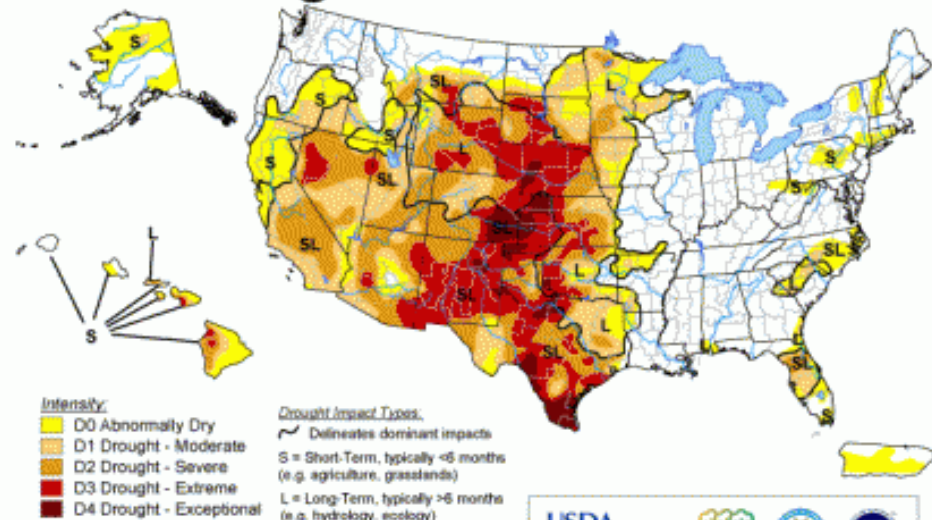 S
SL
L
S
L
S
S
SL
L
L
S
SL
S
SL
SL
SL
L
SL
L
S
SL
L
L
SL
S
L
S
Intensity:
D0 Abnormally Dry
D1 Drought - Moderate
D2 Drought - Severe
D3 Drought - Extreme
D4 Drought - Exceptional
Drought Impact Types:
Delineates dominant impacts
S = Short-Term, typically <6 months
(e.g. agriculture, grasslands)
L = Long-Term, typically >6 months
(e.g. hydrology, ecology)
USDA